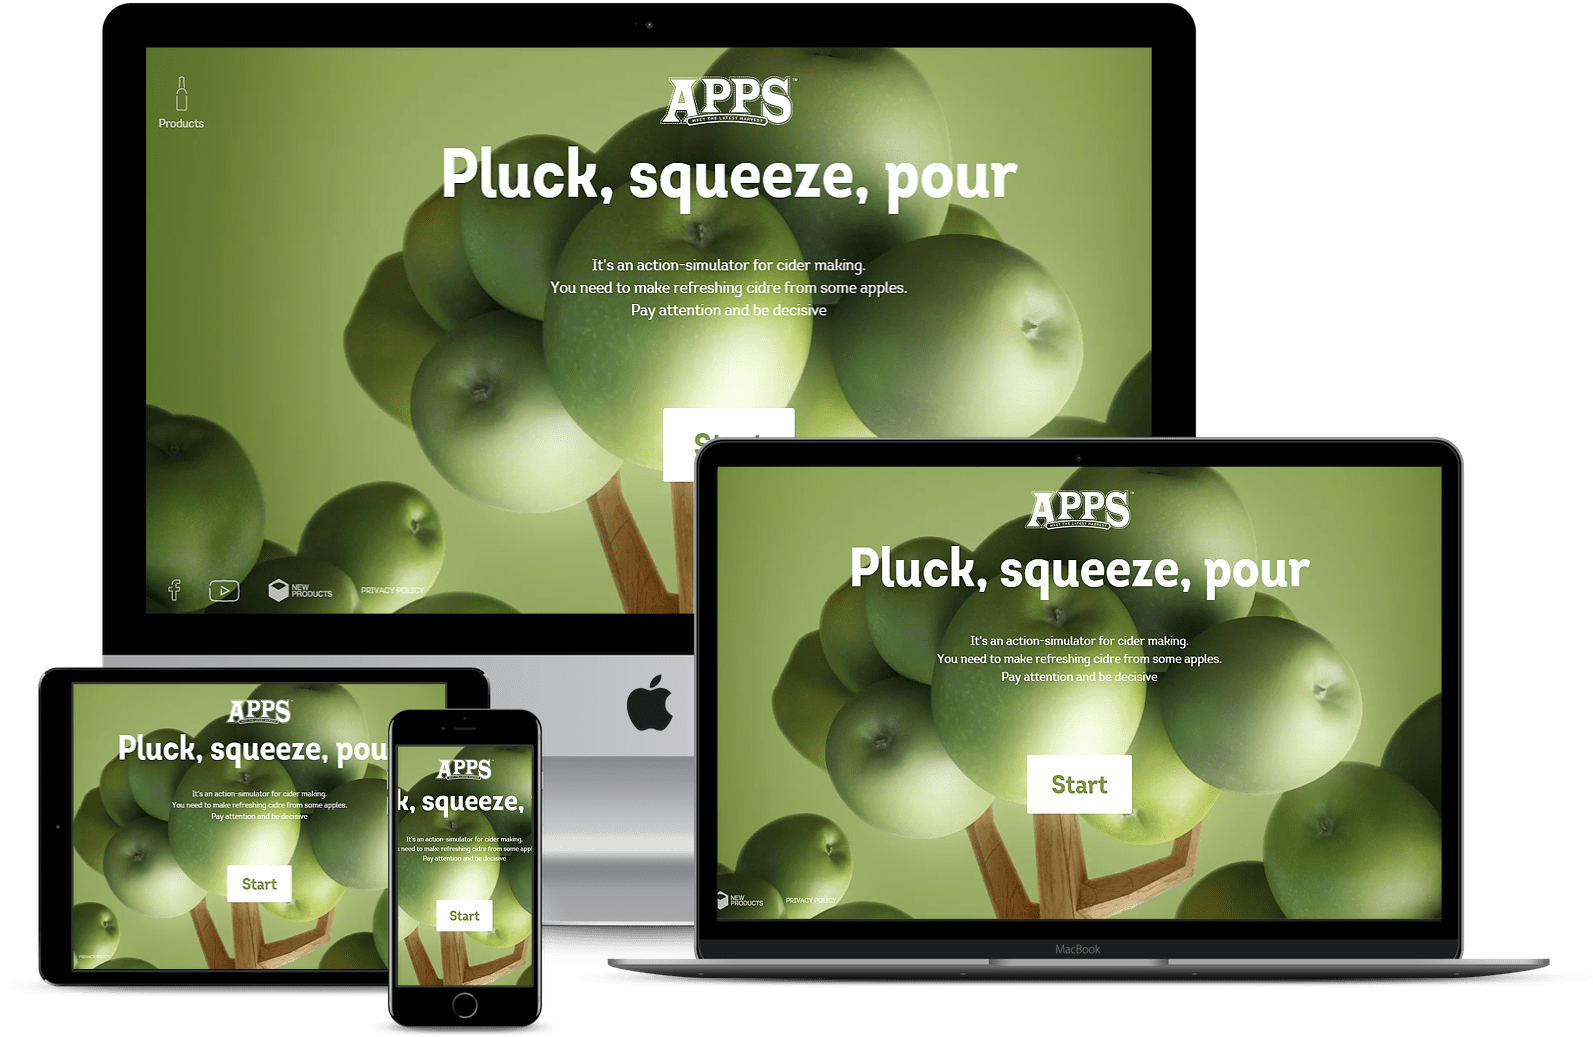 APPS
MEET THE LATEST HARVEST
Products
Pluck, squeeze, pour
It's an action-simulator for cider making.
You need to make refreshing cidre from some apples.
Pay attention and be decisive
Start
NEW
PRODUCTS
PRIVACY POLICY
APPS
MEET THE LATEST HARVEST
Pluck, squeeze, pour
It's an action-simulator for cider making.
You need to make refreshing cidre from some apples.
Pay attention and be decisive
Start
NEW
PRODUCTS
PRIVACY POLICY
MacBook
APPS
Pluck, squeeze, pou
It's an action-simulator for cider making.
You need to make refreshing cidre from some apples.
Pay attention and be decisive
Start
PRIVACY POLICY
APPS
k, squeeze,
It's an action-simulator for cider making.
need to make refreshing cidre from some appl
Pay attention and be decisive
Start